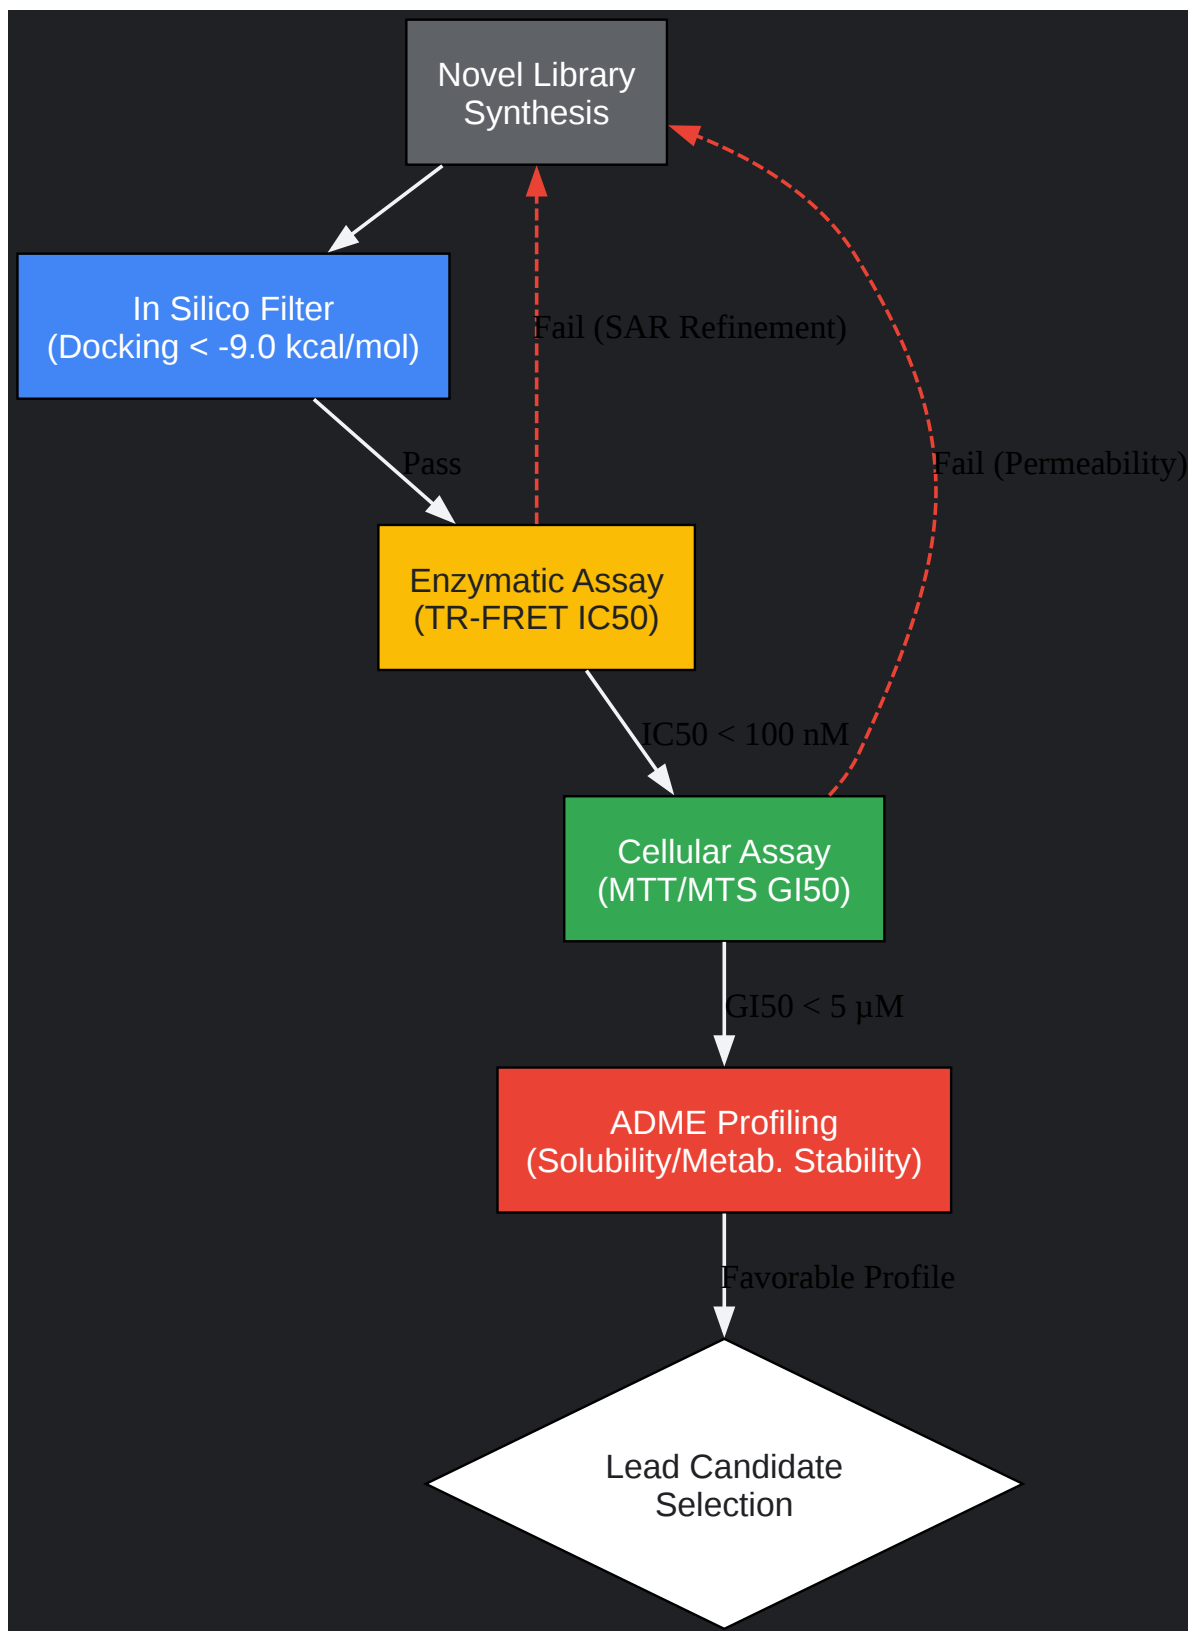 Novel Library
Synthesis
In Silico Filter
(Docking < -9.0 kcal/mol)
Fail (SAR Refinement)
Pass
Fail (Permeability)
Enzymatic Assay
(TR-FRET IC50)
IC50 < 100 nM
Cellular Assay
(MTT/MTS GI50)
GI50 < 5 µM
ADME Profiling
(Solubility/Metab. Stability)
Favorable Profile
Lead Candidate
Selection